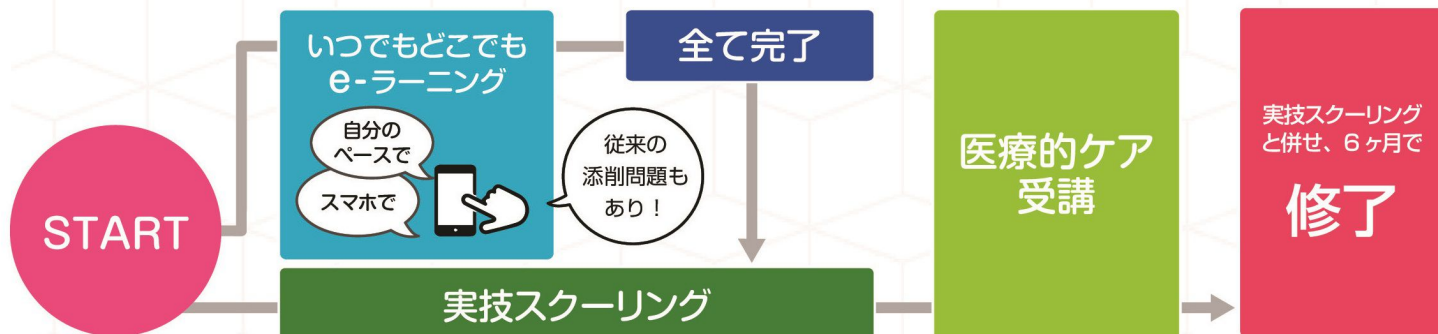 START
いつでもどこでも
e-ラーニング
自分の
ペースで
スマホで
従来の
添削問題も
あり！
全て完了
実技スクーリング
医療的ケア
受講
実技スクーリング
と併せ、６ヶ月で
修了